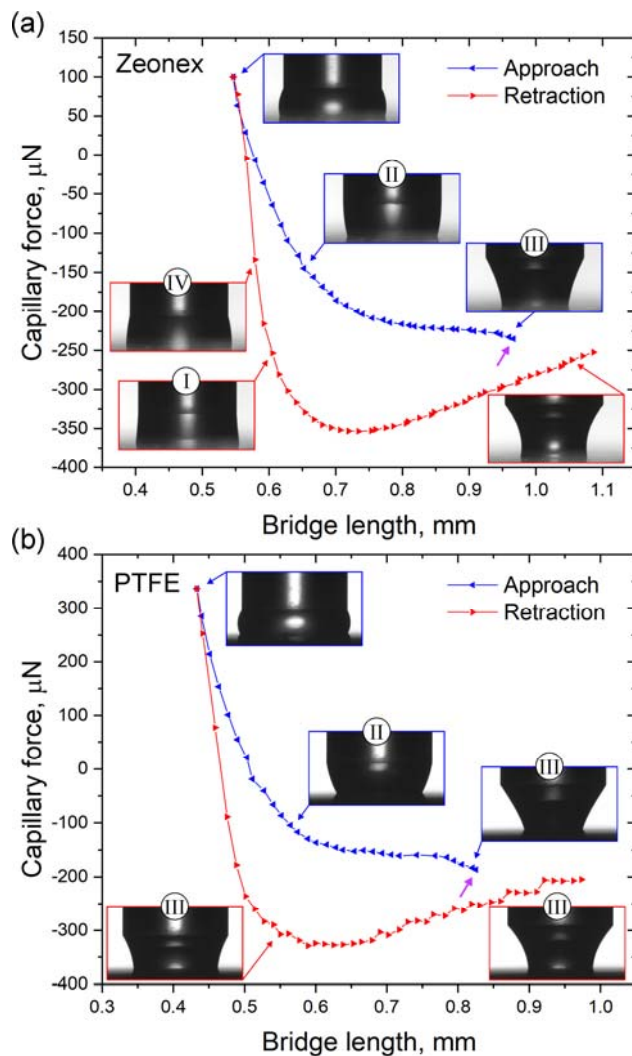 (a)
Zeonex
Approach
Retraction
II
III
IV
I
150
100
50
0
-50
-100
-150
-200
-250
-300
-350
-400
Capillary force, μN
0.4 0.5 0.6 0.7 0.8 0.9 1.0 1.1
Bridge length, mm
(b)
PTFE
Approach
Retraction
II
III
III
III
400
300
200
100
0
-100
-200
-300
-400
Capillary force, μN
0.3 0.4 0.5 0.6 0.7 0.8 0.9 1.0
Bridge length, mm